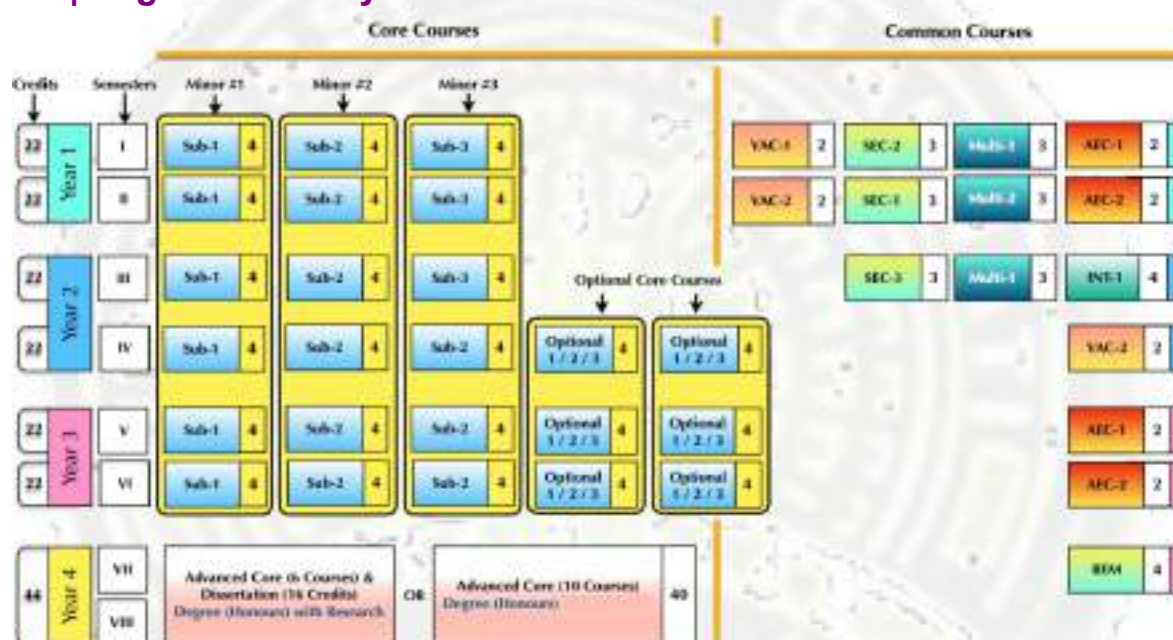 Core Courses Common Courses
Credits Semesters Minor #1 Minor #2 Minor #3
22 Year 1 I Sub-1 4 Sub-2 4 Sub-3 4 VAC-1 2 SEC-2 3 Multi-1 3 AEC-1 2
22 II Sub-1 4 Sub-2 4 Sub-3 4 VAC-2 2 SEC-1 3 Multi-2 3 AEC-2 2
22 Year 2 III Sub-1 4 Sub-2 4 Sub-3 4 SEC-3 3 Multi-1 3 INT-1 4
Optional Core Courses
22 IV Sub-1 4 Sub-2 4 Sub-2 4 Optional 4 Optional 4 VAC-2 2
1 / 2 / 3 1 / 2 / 3
22 Year 3 V Sub-1 4 Sub-2 4 Sub-2 4 Optional 4 Optional 4 AEC-1 2
1 / 2 / 3 1 / 2 / 3
22 VI Sub-1 4 Sub-2 4 Sub-2 4 Optional 4 Optional 4 AEC-2 2
1 / 2 / 3 1 / 2 / 3
44 Year 4 VII
VIII
Advanced Core (6 Courses) &
Dissertation (16 Credits)
Degree (Honours) with Research
OR
Advanced Core (10 Courses) 40
Degree (Honours)
4